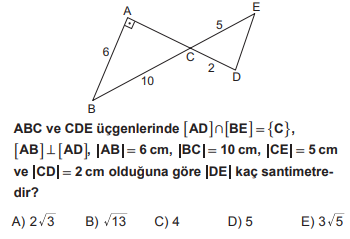 A
E
5
6
C
2
D
10
B
ABC ve CDE üçgenlerinde [AD]∩[BE] = {C},
[AB] ⊥ [AD], |AB| = 6 cm, |BC| = 10 cm, |CE| = 5 cm
ve |CD| = 2 cm olduğuna göre |DE| kaç santimetre-
dir?
A) 2√3 B) √13 C) 4 D) 5 E) 3√5